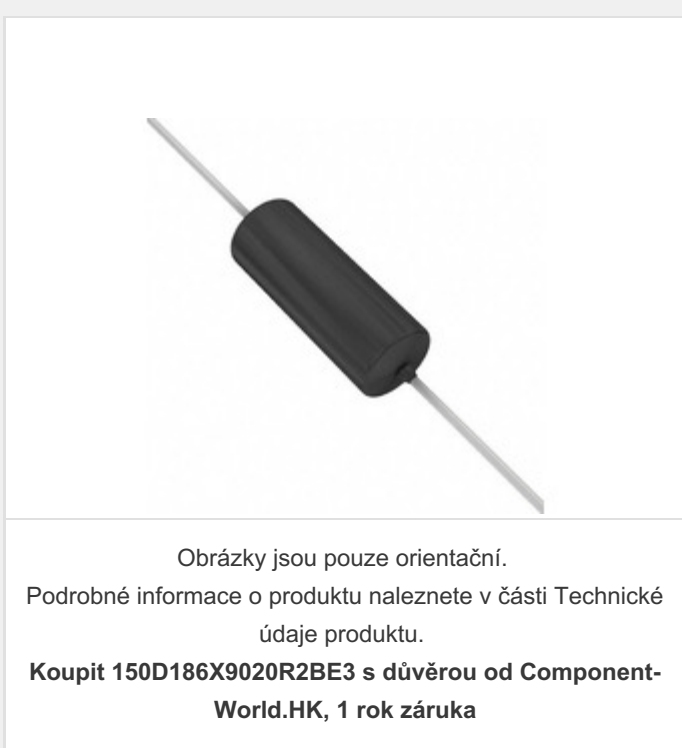 Obrázky jsou pouze orientační.
Podrobné informace o produktu naleznete v části Technické
údaje produktu.
Koupit 150D186X9020R2BE3 s důvěrou od Component-
World.HK, 1 rok záruka